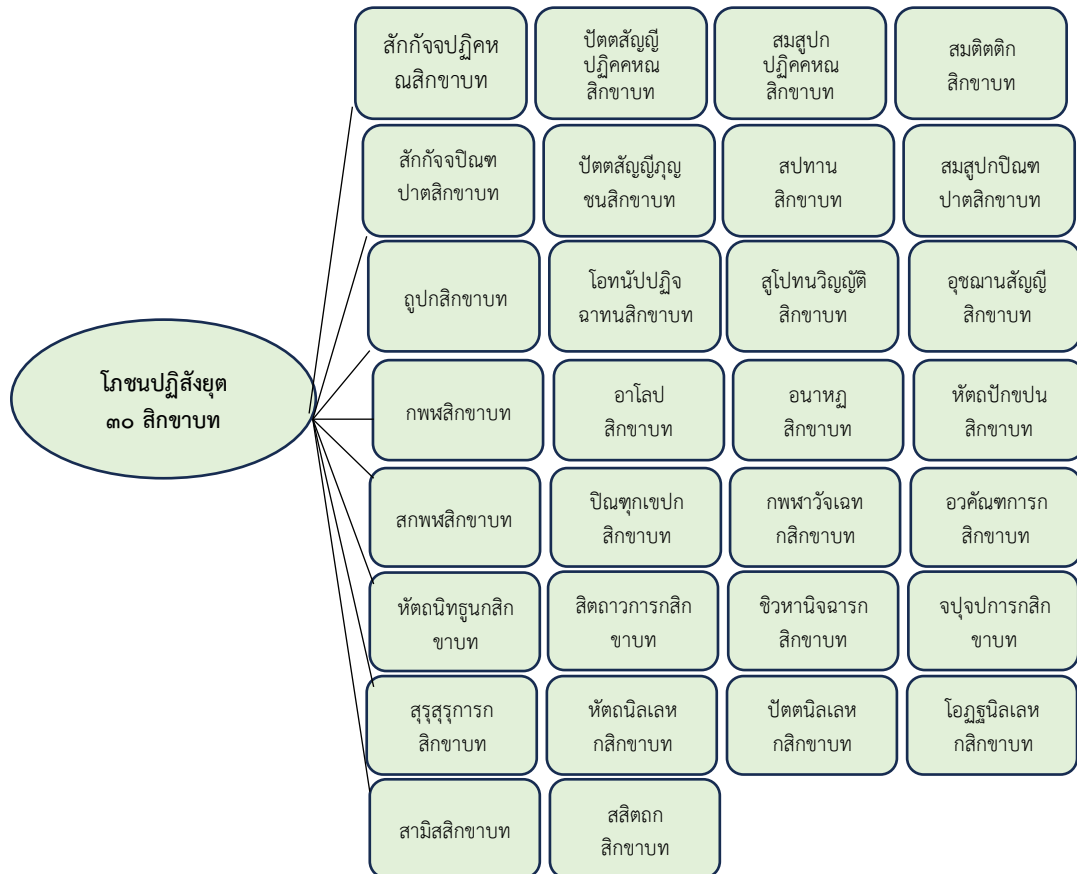 สักกัจจปฏิคห
ณสิกขาบท
ปัตตสัญญี
ปฏิคคหณ
สิกขาบท
สมสูปก
ปฏิคคหณ
สิกขาบท
สมติตติก
สิกขาบท
สักกัจจปิณฑ
ปาตสิกขาบท
ปัตตสัญญีภุญ
ชนสิกขาบท
สปทาน
สิกขาบท
สมสูปกปิณฑ
ปาตสิกขาบท
ถูปกสิกขาบท
โอทนัปปฏิจ
ฉาทนสิกขาบท
สูโปทนวิญญัติ
สิกขาบท
อุชฌานสัญญี
สิกขาบท
โภชนปฏิสังยุต
๓๐ สิกขาบท
กพฬสิกขาบท
อาโลป
สิกขาบท
อนาหฏ
สิกขาบท
หัตถปักขปน
สิกขาบท
สกพฬสิกขาบท
ปิณฑุกเขปก
สิกขาบท
กพฬาวัจเฉท
กสิกขาบท
อวคัณฑการก
สิกขาบท
หัตถนิทธูนกสิก
ขาบท
สิตถาวการกสิก
ขาบท
ชิวหานิจฉารก
สิกขาบท
จปุจปการกสิก
ขาบท
สุรุสุรุการก
สิกขาบท
หัตถนิลเลห
กสิกขาบท
ปัตตนิลเลห
กสิกขาบท
โอฏฐนิลเลห
กสิกขาบท
สามิสสิกขาบท
สสิตถก
สิกขาบท